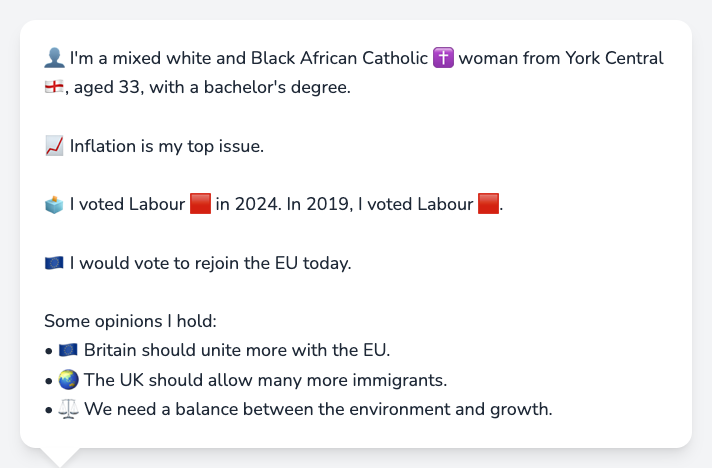 👤 I'm a mixed white and Black African Catholic ✝️ woman from York Central
🏴󠁧󠁢󠁥󠁮󠁧󠁿, aged 33, with a bachelor's degree.
📈 Inflation is my top issue.
🗳️ I voted Labour 🟥 in 2024. In 2019, I voted Labour 🟥.
🇪🇺 I would vote to rejoin the EU today.
Some opinions I hold:
• 🇪🇺 Britain should unite more with the EU.
• 🌏 The UK should allow many more immigrants.
• ⚖️ We need a balance between the environment and growth.